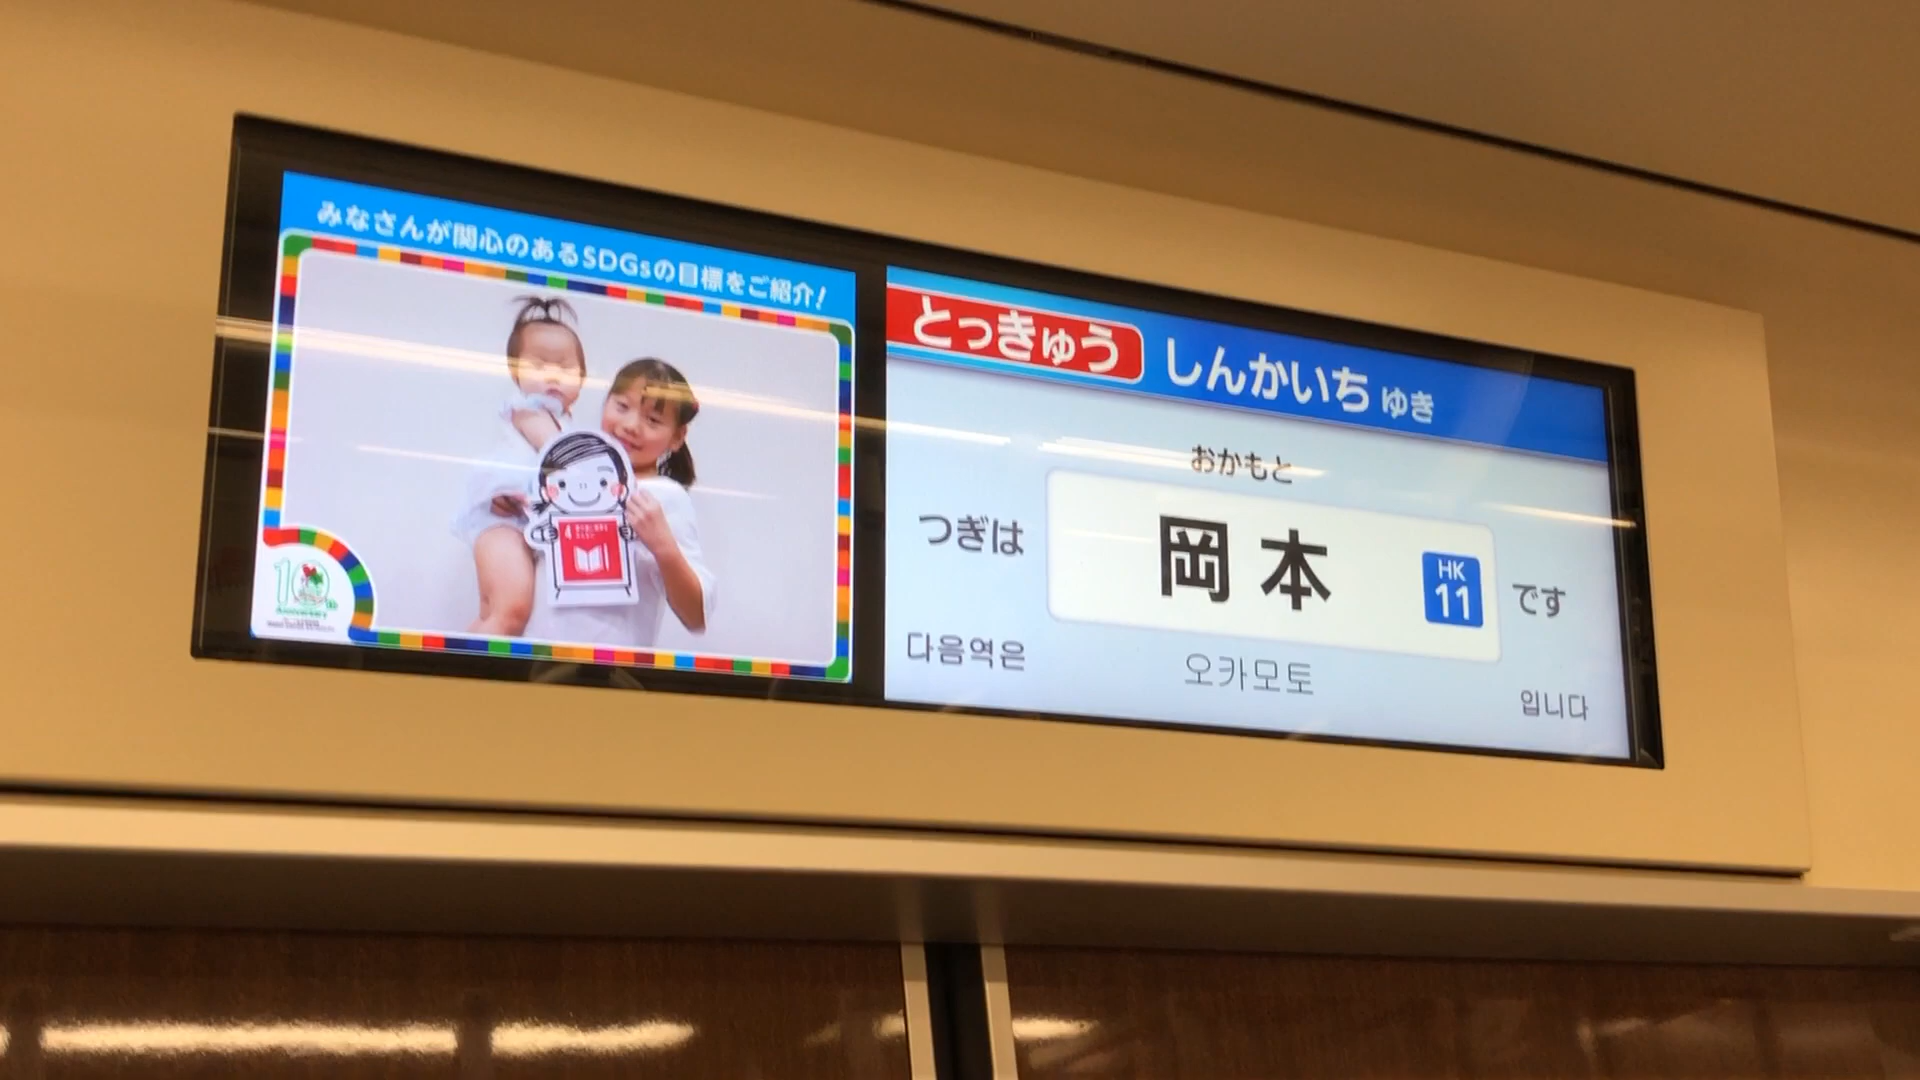 みなさんが関心のあるSDGsの目標をご紹介!
4
10th
Anniversary
とっきゅう しんかいち ゆき
おかもと
つぎは 岡本 HK 11 です
다음역은 오카모토 입니다